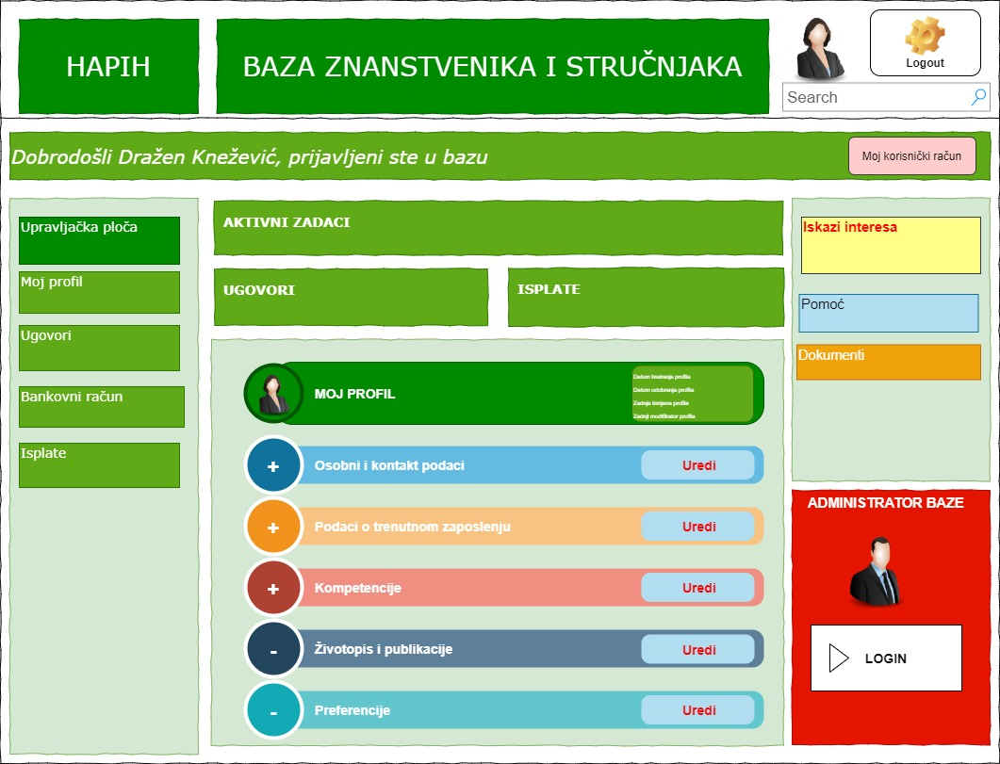 HAPIH
BAZA ZNANSTVENIKA I STRUČNJAKA
Logout
Search
Dobrodošli Dražen Knežević, prijavljeni ste u bazu
Moj korisnički račun
Upravljačka ploča
Moj profil
Ugovori
Bankovni račun
Isplate
AKTIVNI ZADACI
UGOVORI
ISPLATE
MOJ PROFIL
Datum kreiranja profila
Datum odobranja profila
Zadnja izmjena profila
Zadnji modifikator profila
+
Osobni i kontakt podaci
Uredi
+
Podaci o trenutnom zaposlenju
Uredi
+
Kompetencije
Uredi
-
Životopis i publikacije
Uredi
-
Preferencije
Uredi
Iskazi interesa
Pomoć
Dokumenti
ADMINISTRATOR BAZE
LOGIN